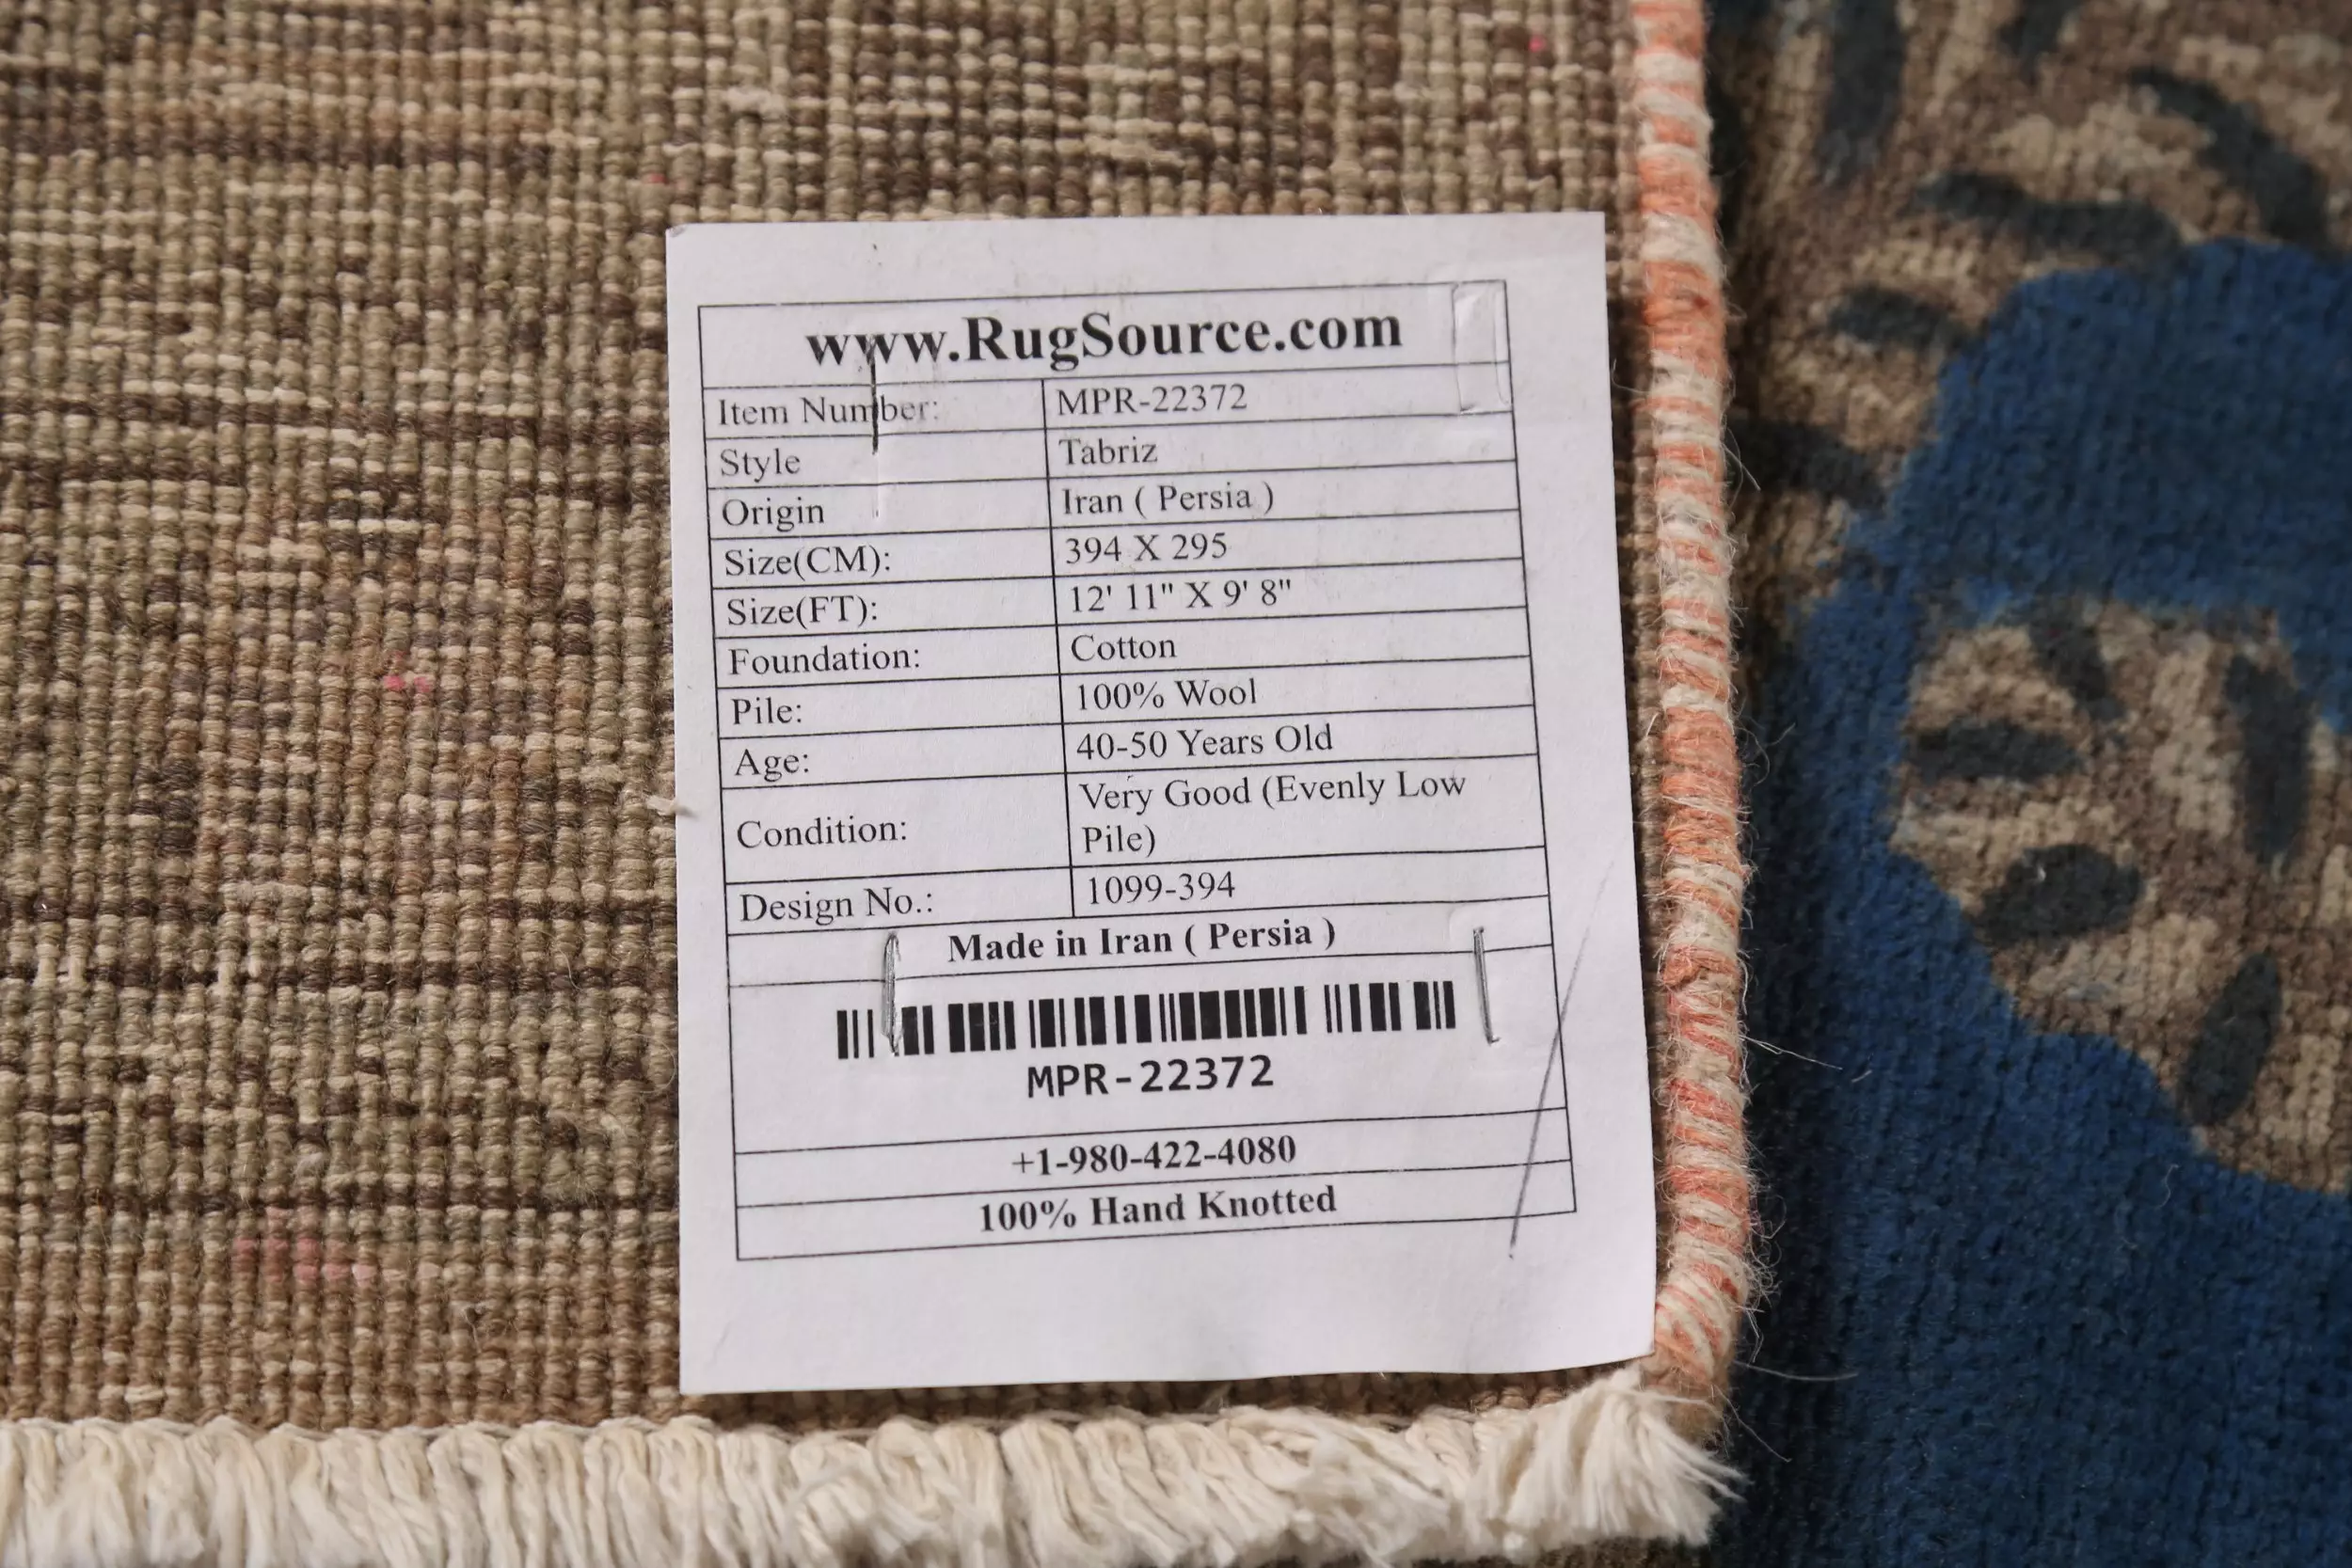 www.RugSource.com
Item Number: MPR-22372
Style Tabriz
Origin Iran ( Persia )
Size(CM): 394 X 295
Size(FT): 12' 11" X 9' 8"
Foundation: Cotton
Pile: 100% Wool
Age: 40-50 Years Old
Condition: Very Good (Evenly Low
Pile)
Design No.: 1099-394
Made in Iran ( Persia )
MPR-22372
+1-980-422-4080
100% Hand Knotted